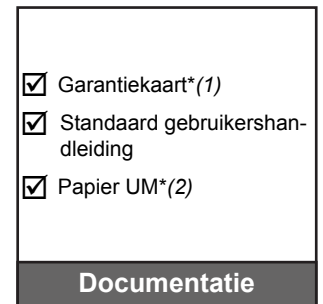 ☑ Garantiekaart*(1)
☑ Standaard gebruikershan-
dleiding
☑ Papier UM*(2)
Documentatie